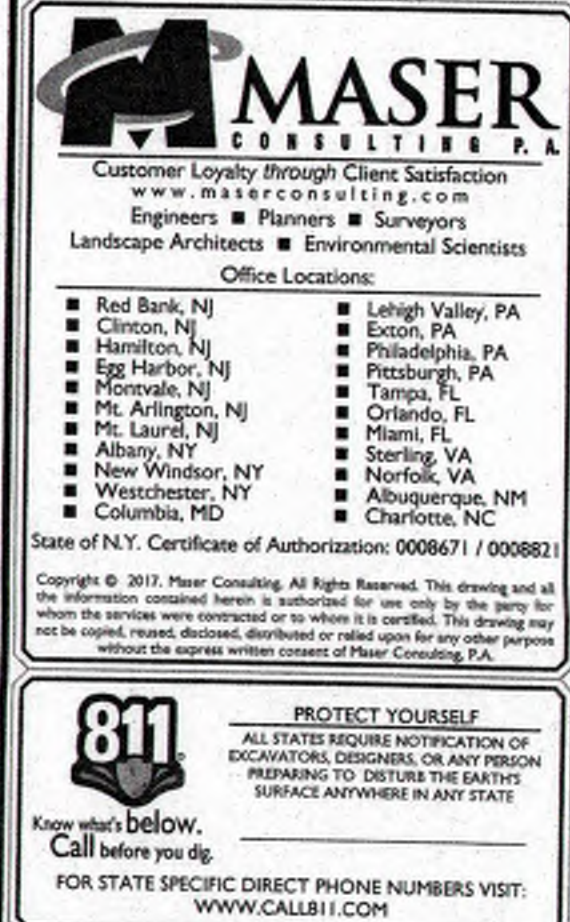 MASER
CONSULTING P. A.
Customer Loyalty through Client Satisfaction
www.maserconsulting.com
Engineers ■ Planners ■ Surveyors
Landscape Architects ■ Environmental Scientists
Office Locations:
■ Red Bank, NJ
■ Clinton, NJ
■ Hamilton, NJ
■ Egg Harbor, NJ
■ Montvale, NJ
■ Mt. Arlington, NJ
■ Mt. Laurel, NJ
■ Albany, NY
■ New Windsor, NY
■ Westchester, NY
■ Columbia, MD
■ Lehigh Valley, PA
■ Exton, PA
■ Philadelphia, PA
■ Pittsburgh, PA
■ Tampa, FL
■ Orlando, FL
■ Miami, FL
■ Sterling, VA
■ Norfolk, VA
■ Albuquerque, NM
■ Charlotte, NC
State of N.Y. Certificate of Authorization: 0008671 / 0008821
Copyright © 2017. Maser Consulting. All Rights Reserved. This drawing and all
the information contained herein is authorized for use only by the party for
whom the services were contracted or to whom it is certified. This drawing may
not be copied, reused, disclosed, distributed or relied upon for any other purpose
without the express written consent of Maser Consulting, P.A.
811
Know what's below.
Call before you dig.
PROTECT YOURSELF
ALL STATES REQUIRE NOTIFICATION OF
EXCAVATORS, DESIGNERS, OR ANY PERSON
PREPARING TO DISTURB THE EARTH'S
SURFACE ANYWHERE IN ANY STATE
FOR STATE SPECIFIC DIRECT PHONE NUMBERS VISIT:
WWW.CALL811.COM